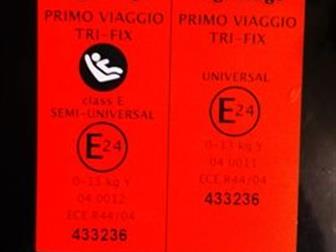 PRIMO VIAGGIO
TRI-FIX
class E
SEMI-UNIVERSAL
E24
0-13 kg Y
04 0012
ECE R44/04
433236
PRIMO VIAGGIO
TRI-FIX
UNIVERSAL
E24
0-13 kg Y
04 0011
ECE R44/04
433236